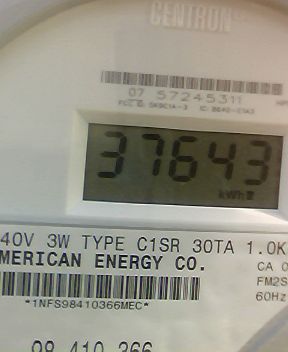 CENTRON
07 57245311
37643
kWh
40V 3W TYPE C1SR 30TA 1.0K
MERICAN ENERGY CO.
CA 0
FM2S
60Hz
*1NFS98410366MEC*
98 410 366